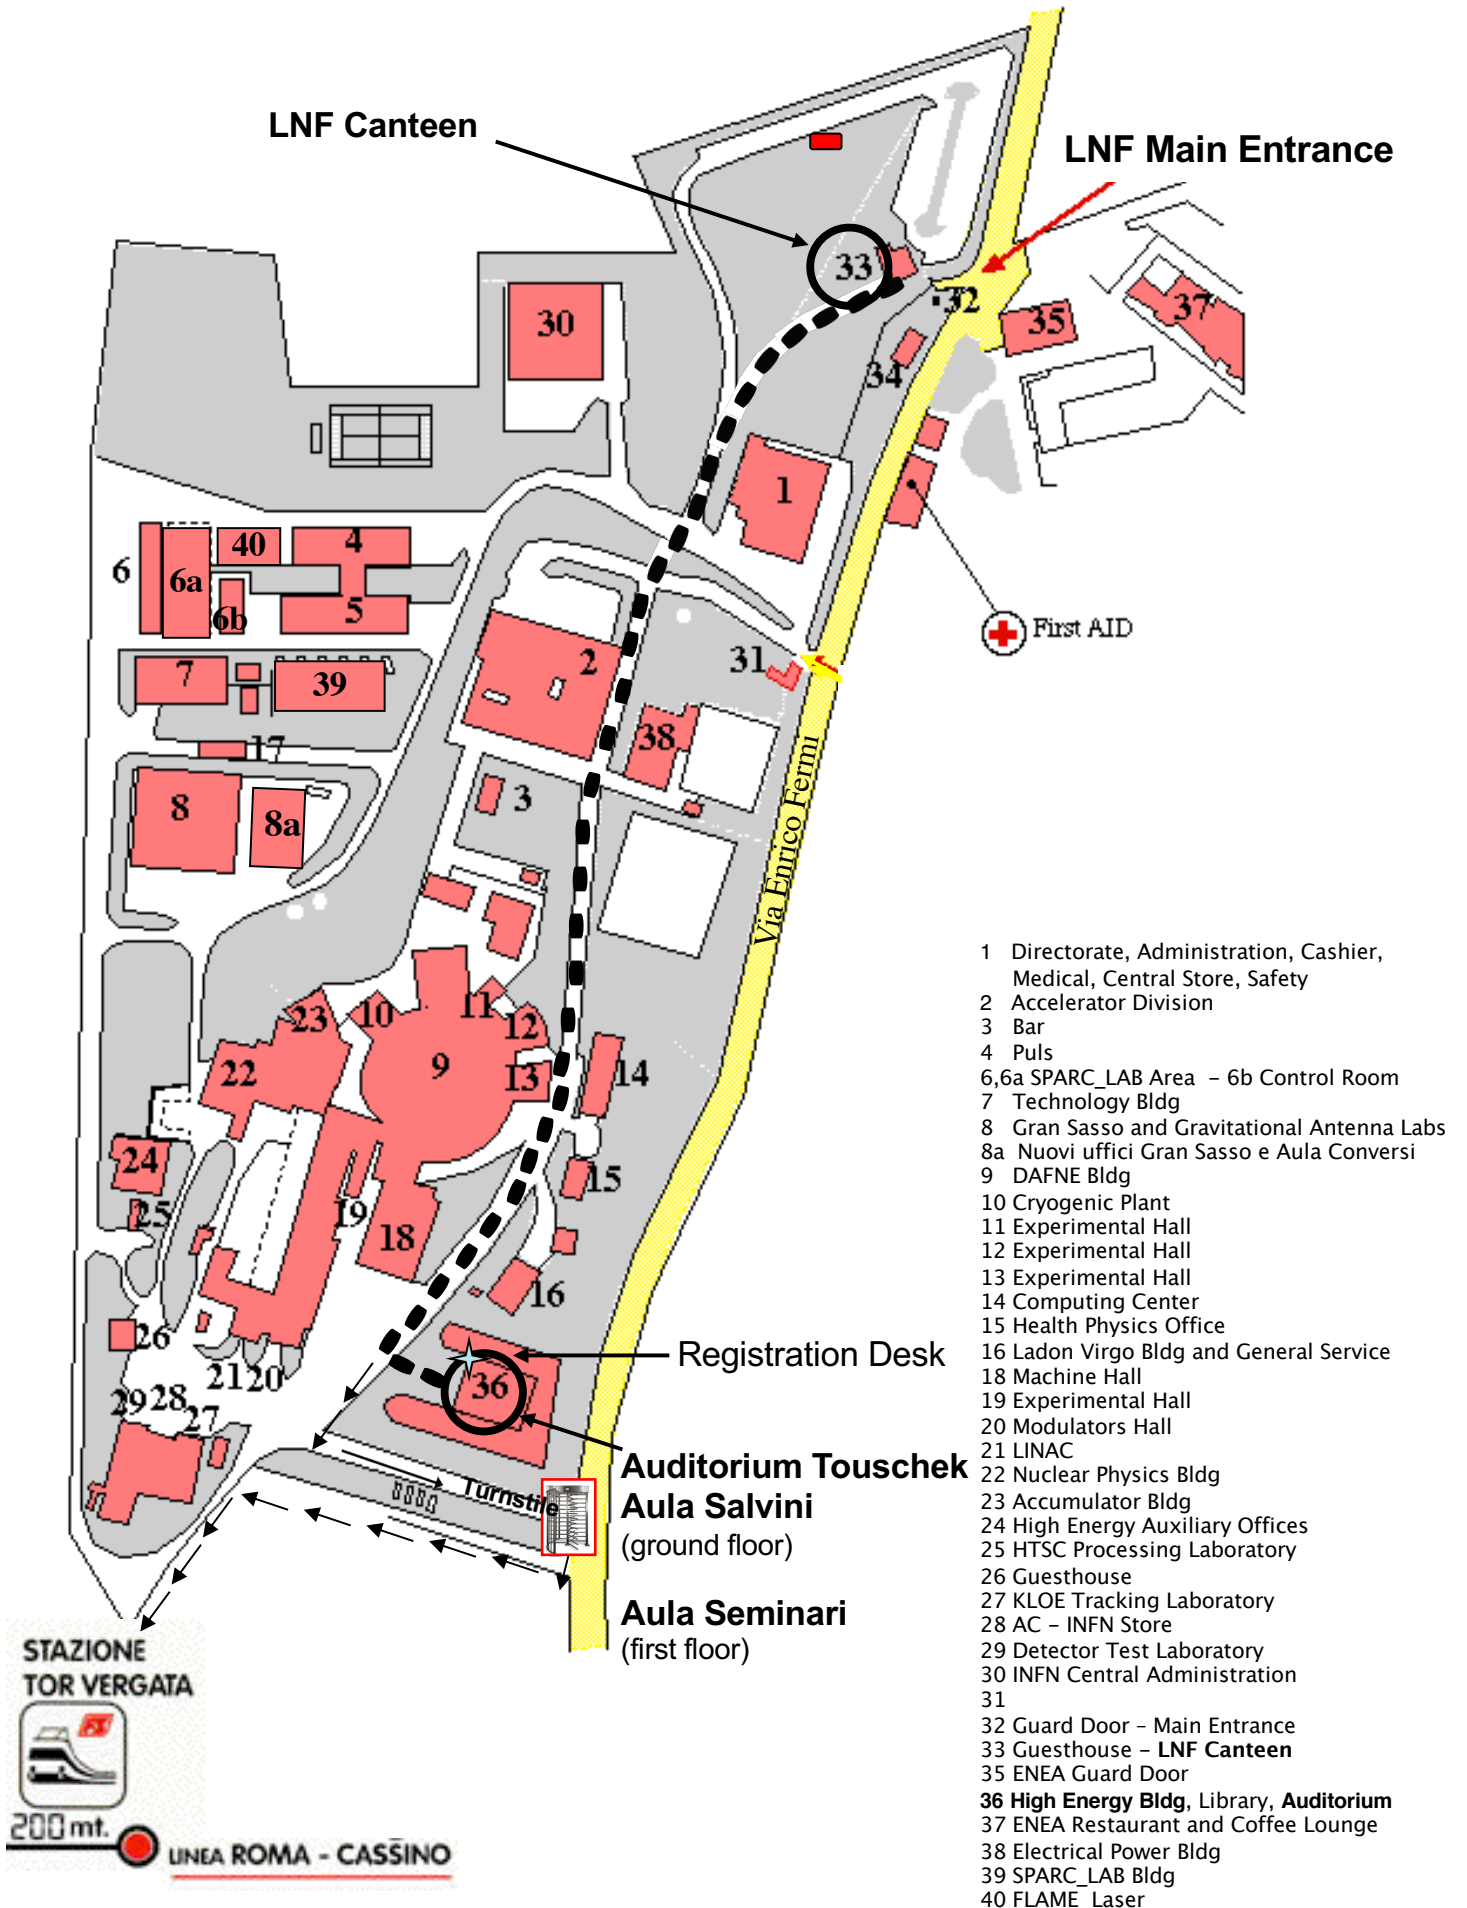 LNF Canteen
LNF Main Entrance
33
32
37
35
30
34
1
40
4
6
6a
6b
5
First AID
2
31
7
39
38
17
3
8
8a
Via Enrico Fermi
11
23
10
12
9
22
13
14
24
15
25
19
18
16
26
Registration Desk
21
20
36
29
28
27
Auditorium Touschek
Turnstile
Aula Salvini
(ground floor)
Aula Seminari
(first floor)
STAZIONE
TOR VERGATA
FS
200 mt.
LINEA ROMA - CASSINO
1 Directorate, Administration, Cashier,
Medical, Central Store, Safety
2 Accelerator Division
3 Bar
4 Puls
6,6a SPARC_LAB Area – 6b Control Room
7 Technology Bldg
8 Gran Sasso and Gravitational Antenna Labs
8a Nuovi uffici Gran Sasso e Aula Conversi
9 DAFNE Bldg
10 Cryogenic Plant
11 Experimental Hall
12 Experimental Hall
13 Experimental Hall
14 Computing Center
15 Health Physics Office
16 Ladon Virgo Bldg and General Service
18 Machine Hall
19 Experimental Hall
20 Modulators Hall
21 LINAC
22 Nuclear Physics Bldg
23 Accumulator Bldg
24 High Energy Auxiliary Offices
25 HTSC Processing Laboratory
26 Guesthouse
27 KLOE Tracking Laboratory
28 AC – INFN Store
29 Detector Test Laboratory
30 INFN Central Administration
31
32 Guard Door – Main Entrance
33 Guesthouse – LNF Canteen
35 ENEA Guard Door
36 High Energy Bldg, Library, Auditorium
37 ENEA Restaurant and Coffee Lounge
38 Electrical Power Bldg
39 SPARC_LAB Bldg
40 FLAME Laser